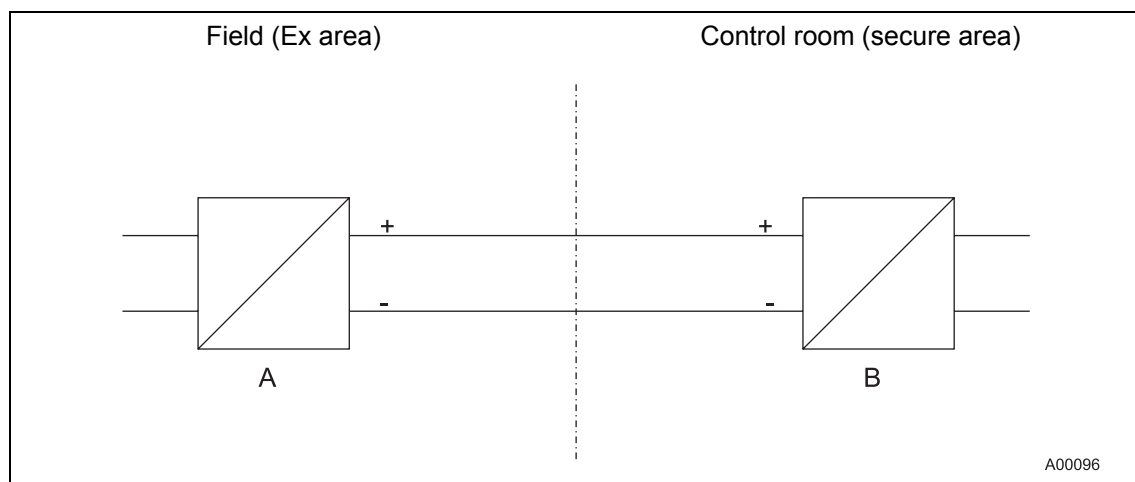 Field (Ex area) Control room (secure area)
+ +
- -
A B
A00096